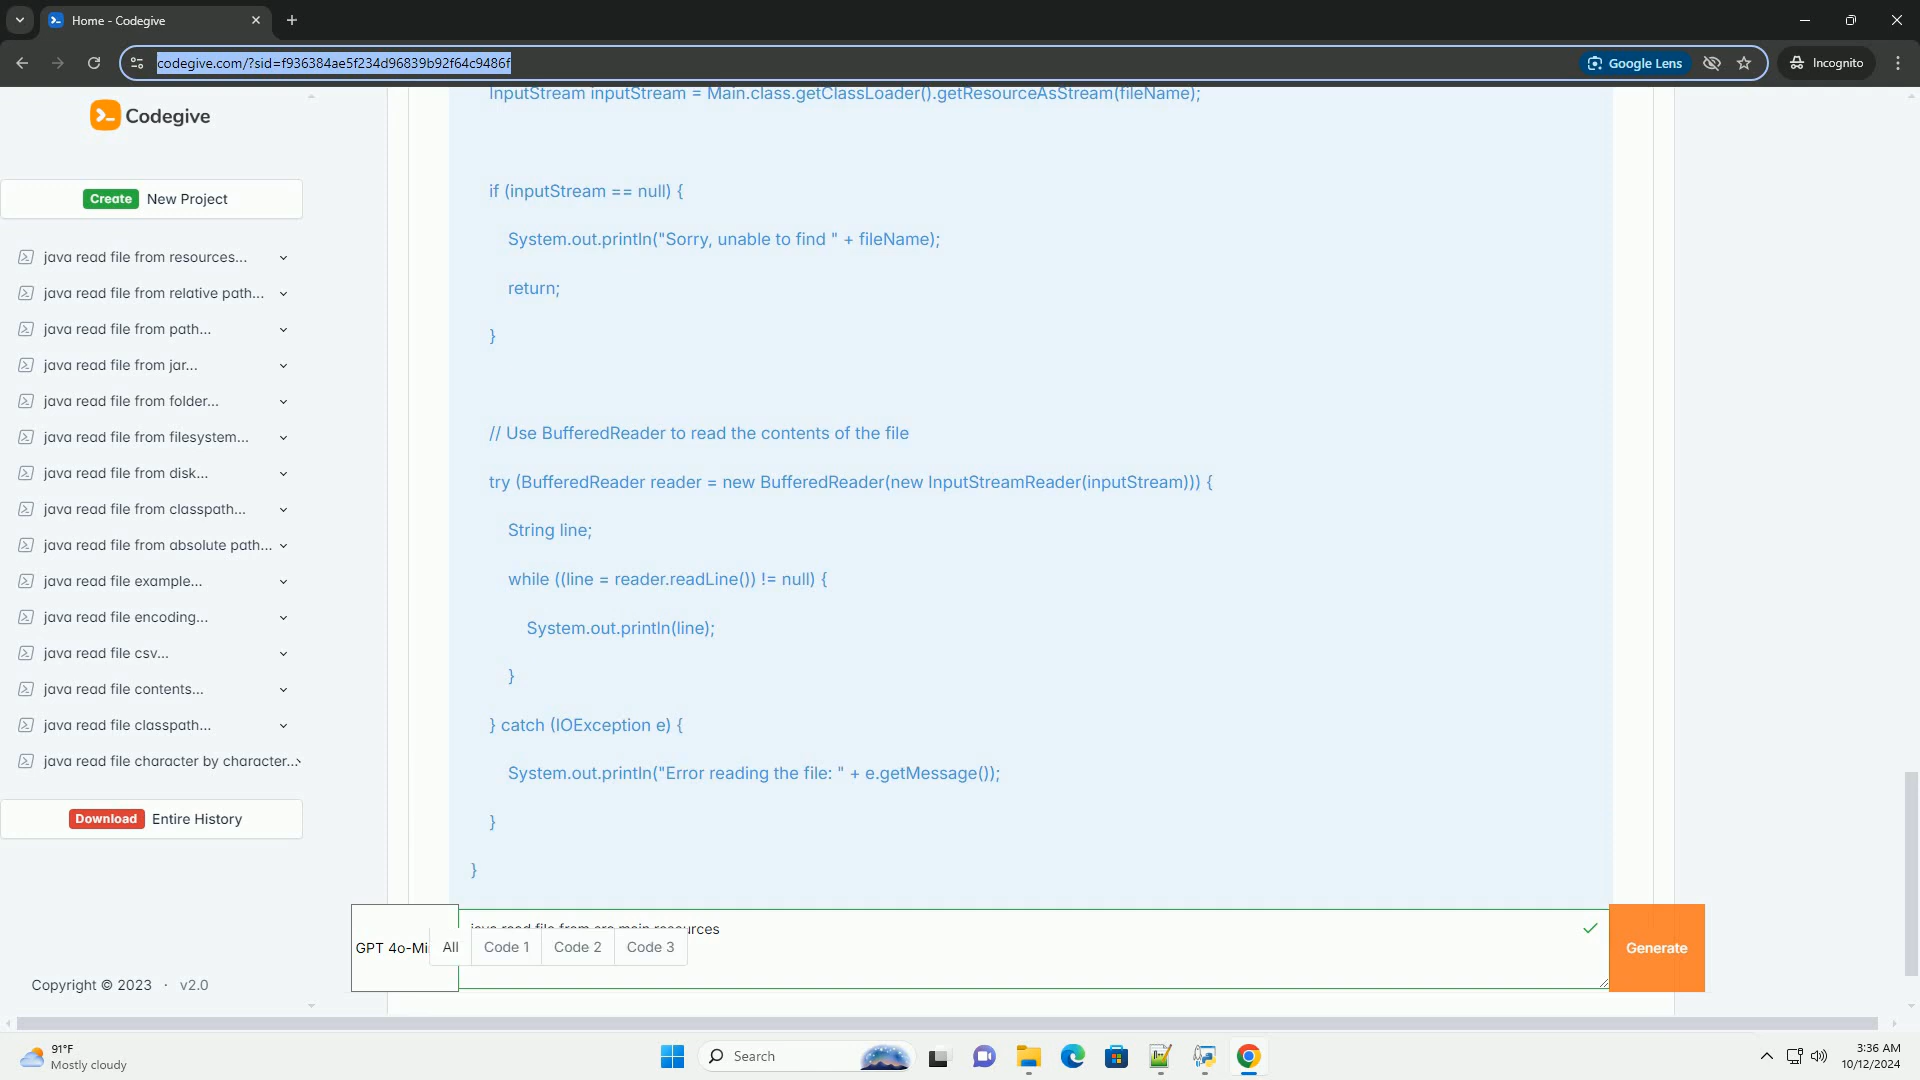 Home - Codegive
codegive.com/?sid=f936384ae5f234d96839b92f64c9486f
Google Lens
Incognito
Codegive
Create New Project
java read file from resources...
java read file from relative path...
java read file from path...
java read file from jar...
java read file from folder...
java read file from filesystem...
java read file from disk...
java read file from classpath...
java read file from absolute path...
java read file example...
java read file encoding...
java read file csv...
java read file contents...
java read file classpath...
java read file character by character...
Download Entire History
Copyright © 2023 · v2.0
InputStream inputStream = Main.class.getClassLoader().getResourceAsStream(fileName);
if (inputStream == null) {
System.out.println("Sorry, unable to find " + fileName);
return;
}
// Use BufferedReader to read the contents of the file
try (BufferedReader reader = new BufferedReader(new InputStreamReader(inputStream))) {
String line;
while ((line = reader.readLine()) != null) {
System.out.println(line);
}
} catch (IOException e) {
System.out.println("Error reading the file: " + e.getMessage());
}
}
java read file from src main resources
GPT 4o-Mi
All
Code 1
Code 2
Code 3
Generate
91°F
Mostly cloudy
Search
3:36 AM
10/12/2024